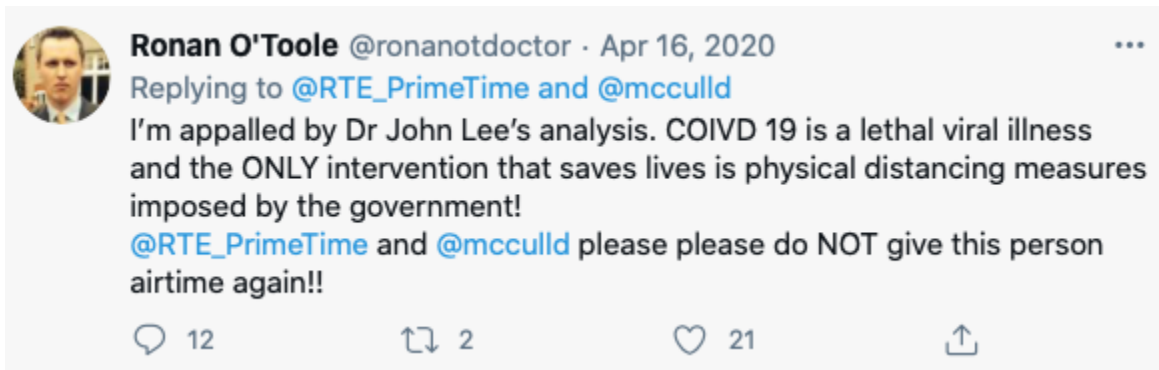 Ronan O'Toole @ronanotdoctor · Apr 16, 2020
Replying to @RTE_PrimeTime and @mcculld
I'm appalled by Dr John Lee's analysis. COIVD 19 is a lethal viral illness
and the ONLY intervention that saves lives is physical distancing measures
imposed by the government!
@RTE_PrimeTime and @mcculld please please do NOT give this person
airtime again!!
12 2 21